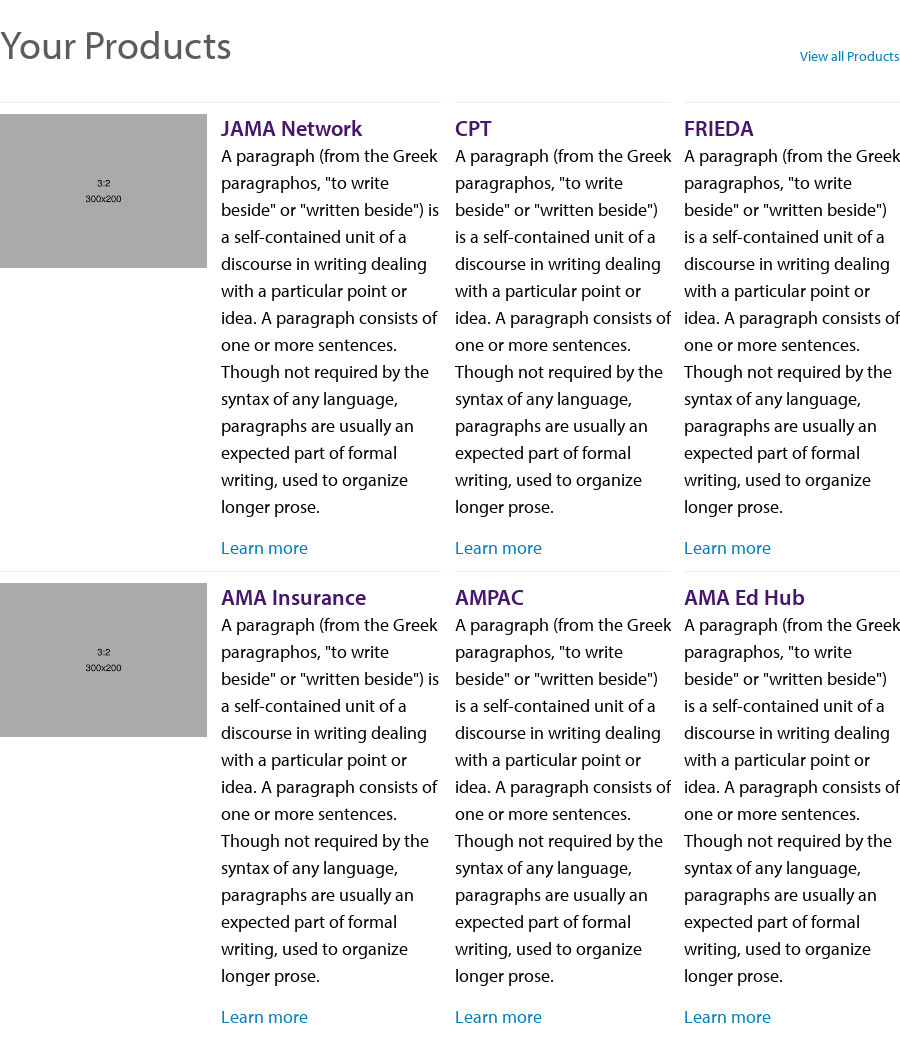 Your Products
View all Products
3:2
300x200
JAMA Network
A paragraph (from the Greek
paragraphos, "to write
beside" or "written beside") is
a self-contained unit of a
discourse in writing dealing
with a particular point or
idea. A paragraph consists of
one or more sentences.
Though not required by the
syntax of any language,
paragraphs are usually an
expected part of formal
writing, used to organize
longer prose.
Learn more
CPT
A paragraph (from the Greek
paragraphos, "to write
beside" or "written beside")
is a self-contained unit of a
discourse in writing dealing
with a particular point or
idea. A paragraph consists of
one or more sentences.
Though not required by the
syntax of any language,
paragraphs are usually an
expected part of formal
writing, used to organize
longer prose.
Learn more
FRIEDA
A paragraph (from the Greek
paragraphos, "to write
beside" or "written beside")
is a self-contained unit of a
discourse in writing dealing
with a particular point or
idea. A paragraph consists of
one or more sentences.
Though not required by the
syntax of any language,
paragraphs are usually an
expected part of formal
writing, used to organize
longer prose.
Learn more
3:2
300x200
AMA Insurance
A paragraph (from the Greek
paragraphos, "to write
beside" or "written beside") is
a self-contained unit of a
discourse in writing dealing
with a particular point or
idea. A paragraph consists of
one or more sentences.
Though not required by the
syntax of any language,
paragraphs are usually an
expected part of formal
writing, used to organize
longer prose.
Learn more
AMPAC
A paragraph (from the Greek
paragraphos, "to write
beside" or "written beside")
is a self-contained unit of a
discourse in writing dealing
with a particular point or
idea. A paragraph consists of
one or more sentences.
Though not required by the
syntax of any language,
paragraphs are usually an
expected part of formal
writing, used to organize
longer prose.
Learn more
AMA Ed Hub
A paragraph (from the Greek
paragraphos, "to write
beside" or "written beside")
is a self-contained unit of a
discourse in writing dealing
with a particular point or
idea. A paragraph consists of
one or more sentences.
Though not required by the
syntax of any language,
paragraphs are usually an
expected part of formal
writing, used to organize
longer prose.
Learn more